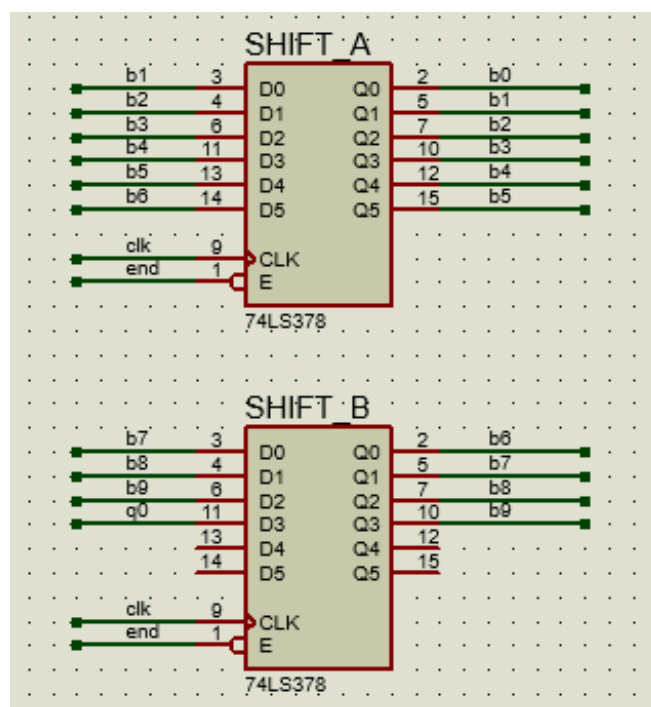 SHIFT_A
b1 3 D0 Q0 2 b0
b2 4 D1 Q1 5 b1
b3 6 D2 Q2 7 b2
b4 11 D3 Q3 10 b3
b5 13 D4 Q4 12 b4
b6 14 D5 Q5 15 b5
clk 9 CLK
end 1 E
74LS378
SHIFT_B
b7 3 D0 Q0 2 b6
b8 4 D1 Q1 5 b7
b9 6 D2 Q2 7 b8
q0 11 D3 Q3 10 b9
13 D4 Q4 12
14 D5 Q5 15
clk 9 CLK
end 1 E
74LS378